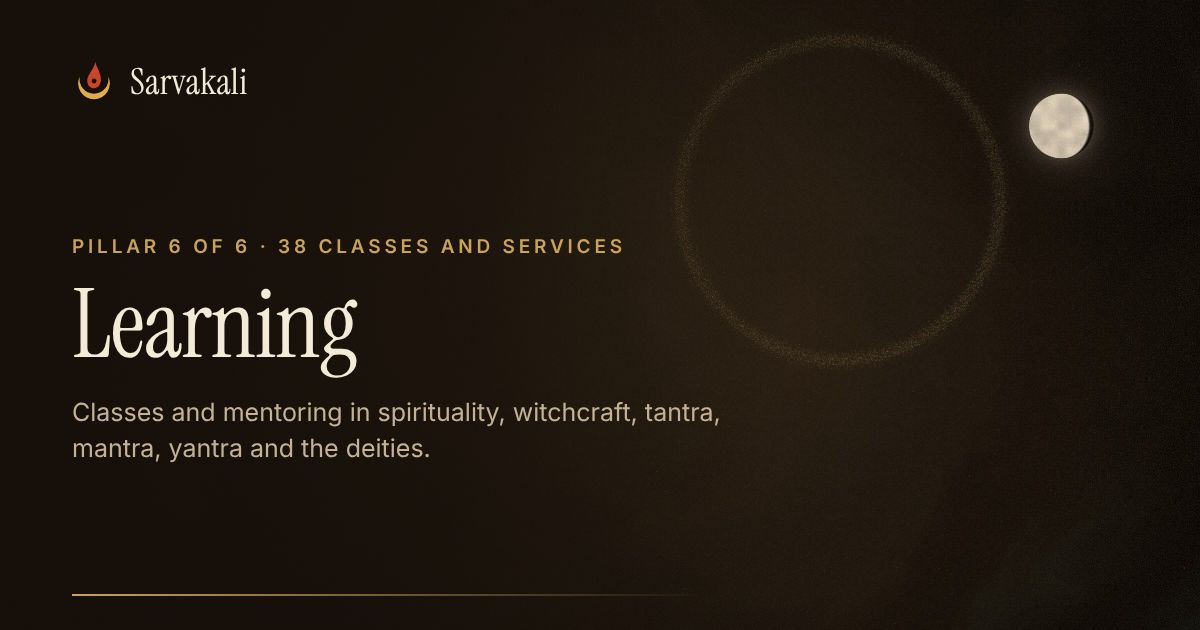 Sarvakali
PILLAR 6 OF 6 · 38 CLASSES AND SERVICES
Learning
Classes and mentoring in spirituality, witchcraft, tantra,
mantra, yantra and the deities.